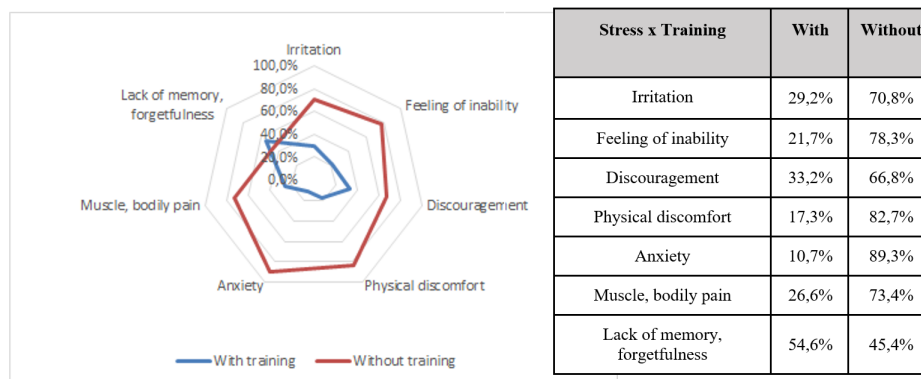 Irritation
100,0%
80,0%
60,0%
40,0%
20,0%
0,0%
Lack of memory,
forgetfulness
Feeling of inability
Muscle, bodily pain
Discouragement
Anxiety
Physical discomfort
With training
Without training
Stress x Training With Without
Irritation 29,2% 70,8%
Feeling of inability 21,7% 78,3%
Discouragement 33,2% 66,8%
Physical discomfort 17,3% 82,7%
Anxiety 10,7% 89,3%
Muscle, bodily pain 26,6% 73,4%
Lack of memory,
forgetfulness 54,6% 45,4%